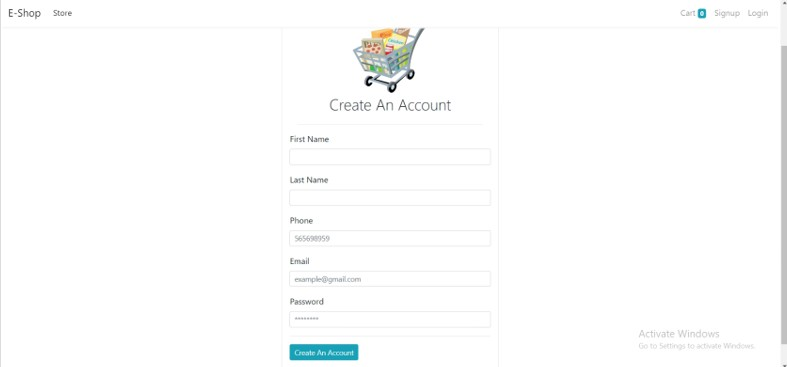 E-Shop Store Cart 0 Signup Login
Create An Account
First Name
Last Name
Phone
565698959
Email
example@gmail.com
Password
********
Create An Account
Activate Windows
Go to Settings to activate Windows.